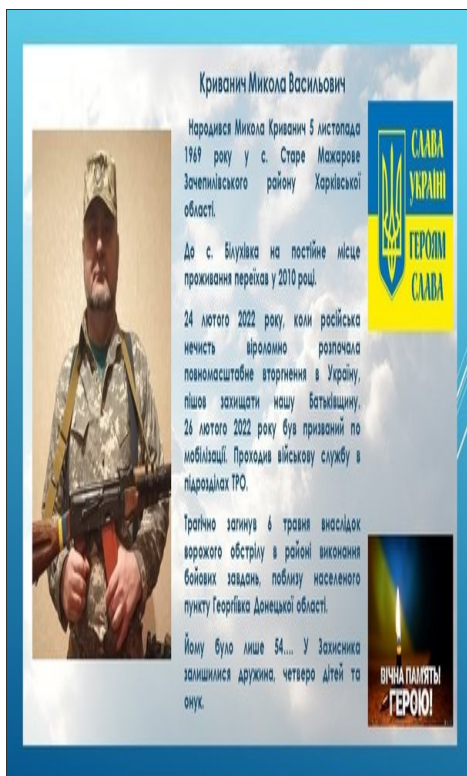 Криванич Микола Васильович
Народився Микола Криванич 5 листопада
1969 року у с. Старе Мажарове
Зачепилівського району Харківської
області.
До с. Білухівка на постійне місце
проживання переїхав у 2010 році.
24 лютого 2022 року, коли російська
нечисть віроломно розпочала
повномасштабне вторгнення в Україну,
пішов захищати нашу Батьківщину.
26 лютого 2022 року був призваний по
мобілізації. Проходив військову службу в
підрозділах ТРО.
Трагічно загинув 6 травня внаслідок
ворожого обстрілу в районі виконання
бойових завдань, поблизу населеного
пункту Георгіївка Донецької області.
Йому було лише 54.... У Захисника
залишилися дружина, четверо дітей та
онук.
СЛАВА
УКРАЇНІ
ГЕРОЯМ
СЛАВА
ВІЧНА ПАМ'ЯТЬ!
ГЕРОЮ!